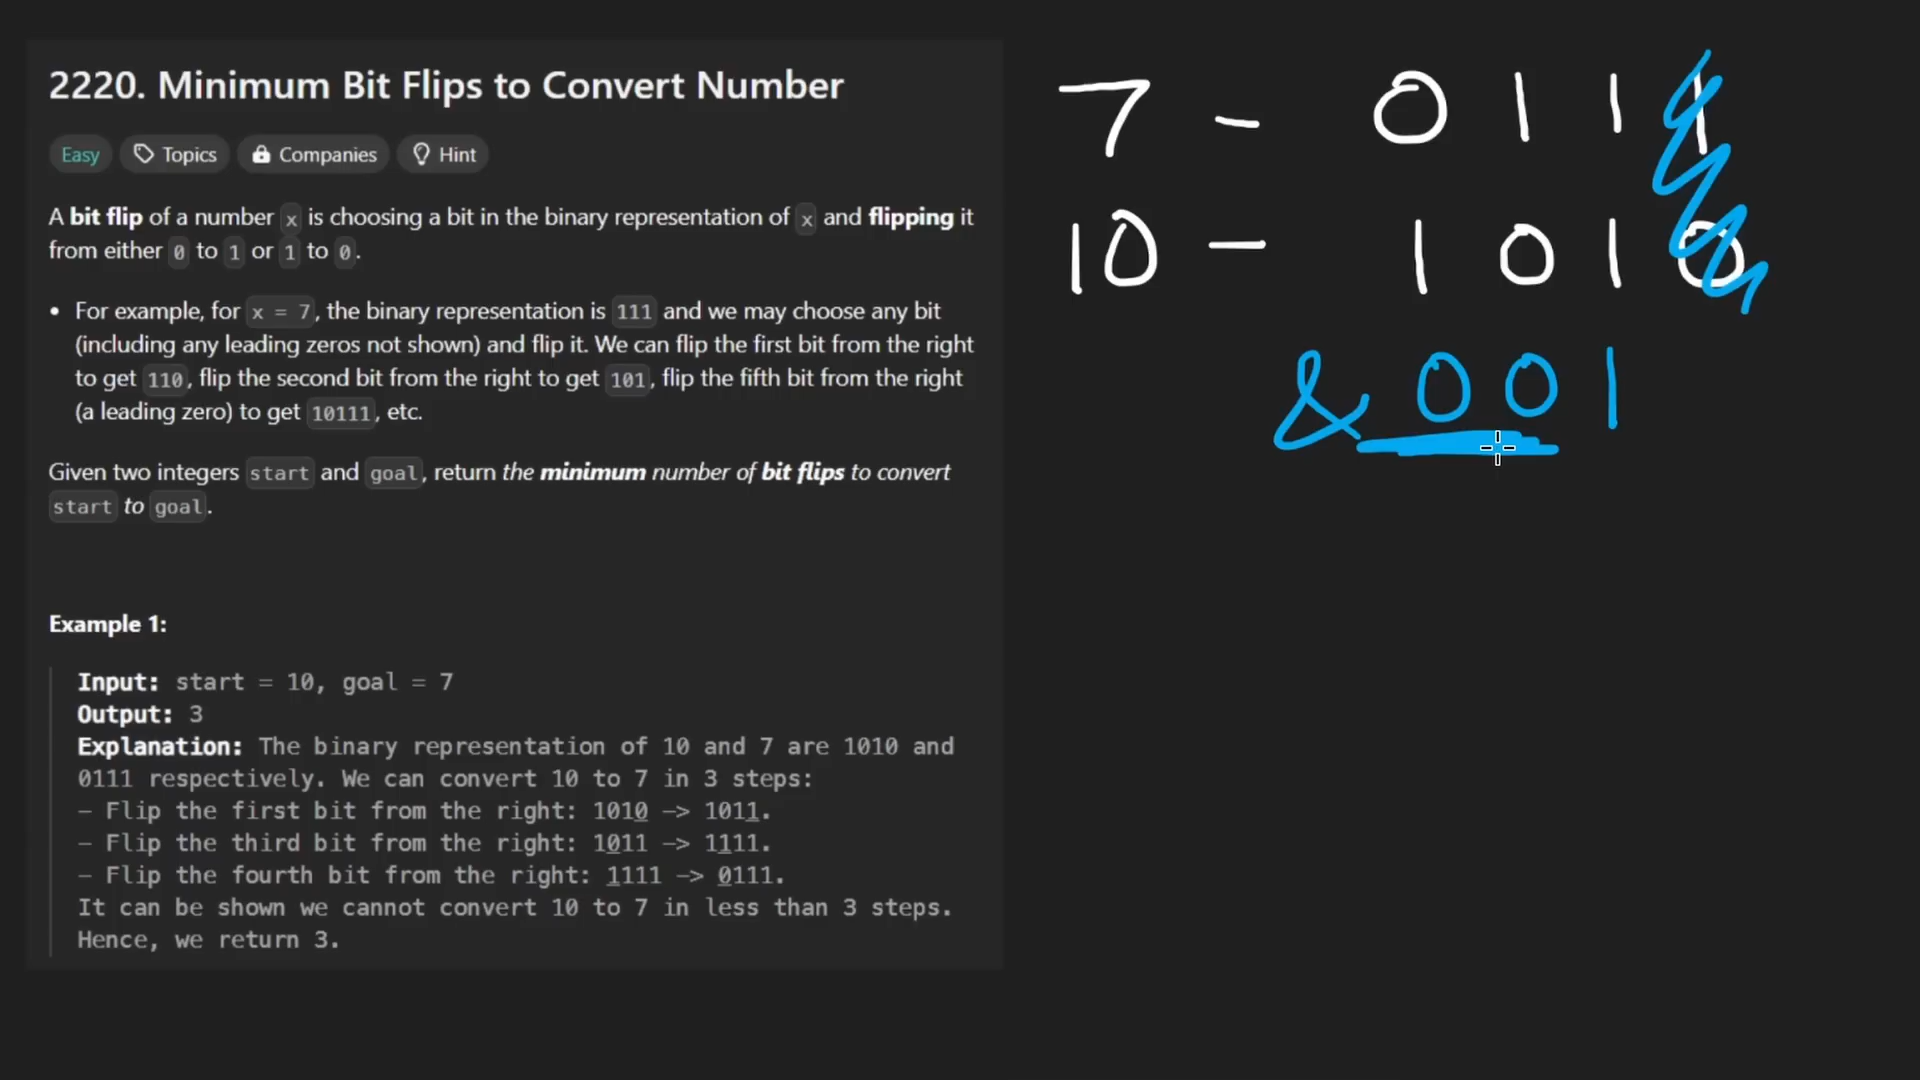 2220. Minimum Bit Flips to Convert Number
Easy Topics Companies Hint
A bit flip of a number x is choosing a bit in the binary representation of x and flipping it
from either 0 to 1 or 1 to 0.
• For example, for x = 7, the binary representation is 111 and we may choose any bit
(including any leading zeros not shown) and flip it. We can flip the first bit from the right
to get 110, flip the second bit from the right to get 101, flip the fifth bit from the right
(a leading zero) to get 10111, etc.
Given two integers start and goal, return the minimum number of bit flips to convert
start to goal.
Example 1:
Input: start = 10, goal = 7
Output: 3
Explanation: The binary representation of 10 and 7 are 1010 and
0111 respectively. We can convert 10 to 7 in 3 steps:
- Flip the first bit from the right: 1010 -> 1011.
- Flip the third bit from the right: 1011 -> 1111.
- Flip the fourth bit from the right: 1111 -> 0111.
It can be shown we cannot convert 10 to 7 in less than 3 steps.
Hence, we return 3.
7 - 0 1 1 1
10 - 1 0 1 0
& 0 0 1